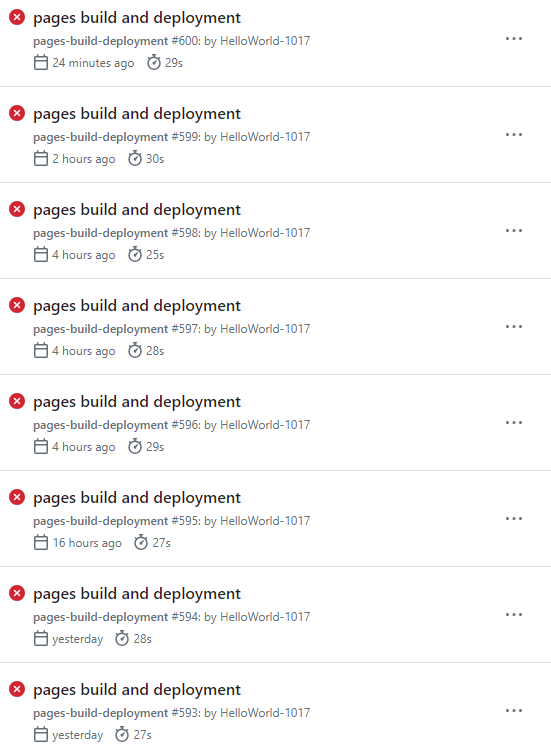 pages build and deployment
pages-build-deployment #600: by HelloWorld-1017
24 minutes ago 29s
pages build and deployment
pages-build-deployment #599: by HelloWorld-1017
2 hours ago 30s
pages build and deployment
pages-build-deployment #598: by HelloWorld-1017
4 hours ago 25s
pages build and deployment
pages-build-deployment #597: by HelloWorld-1017
4 hours ago 28s
pages build and deployment
pages-build-deployment #596: by HelloWorld-1017
4 hours ago 29s
pages build and deployment
pages-build-deployment #595: by HelloWorld-1017
16 hours ago 27s
pages build and deployment
pages-build-deployment #594: by HelloWorld-1017
yesterday 28s
pages build and deployment
pages-build-deployment #593: by HelloWorld-1017
yesterday 27s